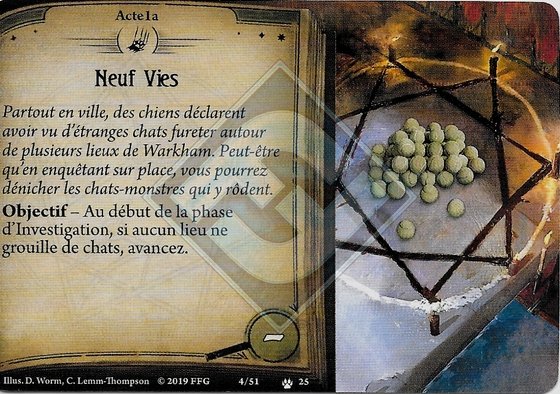 Acte 1a
Neuf Vies
Partout en ville, des chiens déclarent
avoir vu d'étranges chats fureter autour
de plusieurs lieux de Warkham. Peut-être
qu'en enquêtant sur place, vous pourrez
dénicher les chats-monstres qui y rôdent.
Objectif – Au début de la phase
d'Investigation, si aucun lieu ne
grouille de chats, avancez.
–
Illus. D. Worm, C. Lemm-Thompson © 2019 FFG 4/51 25